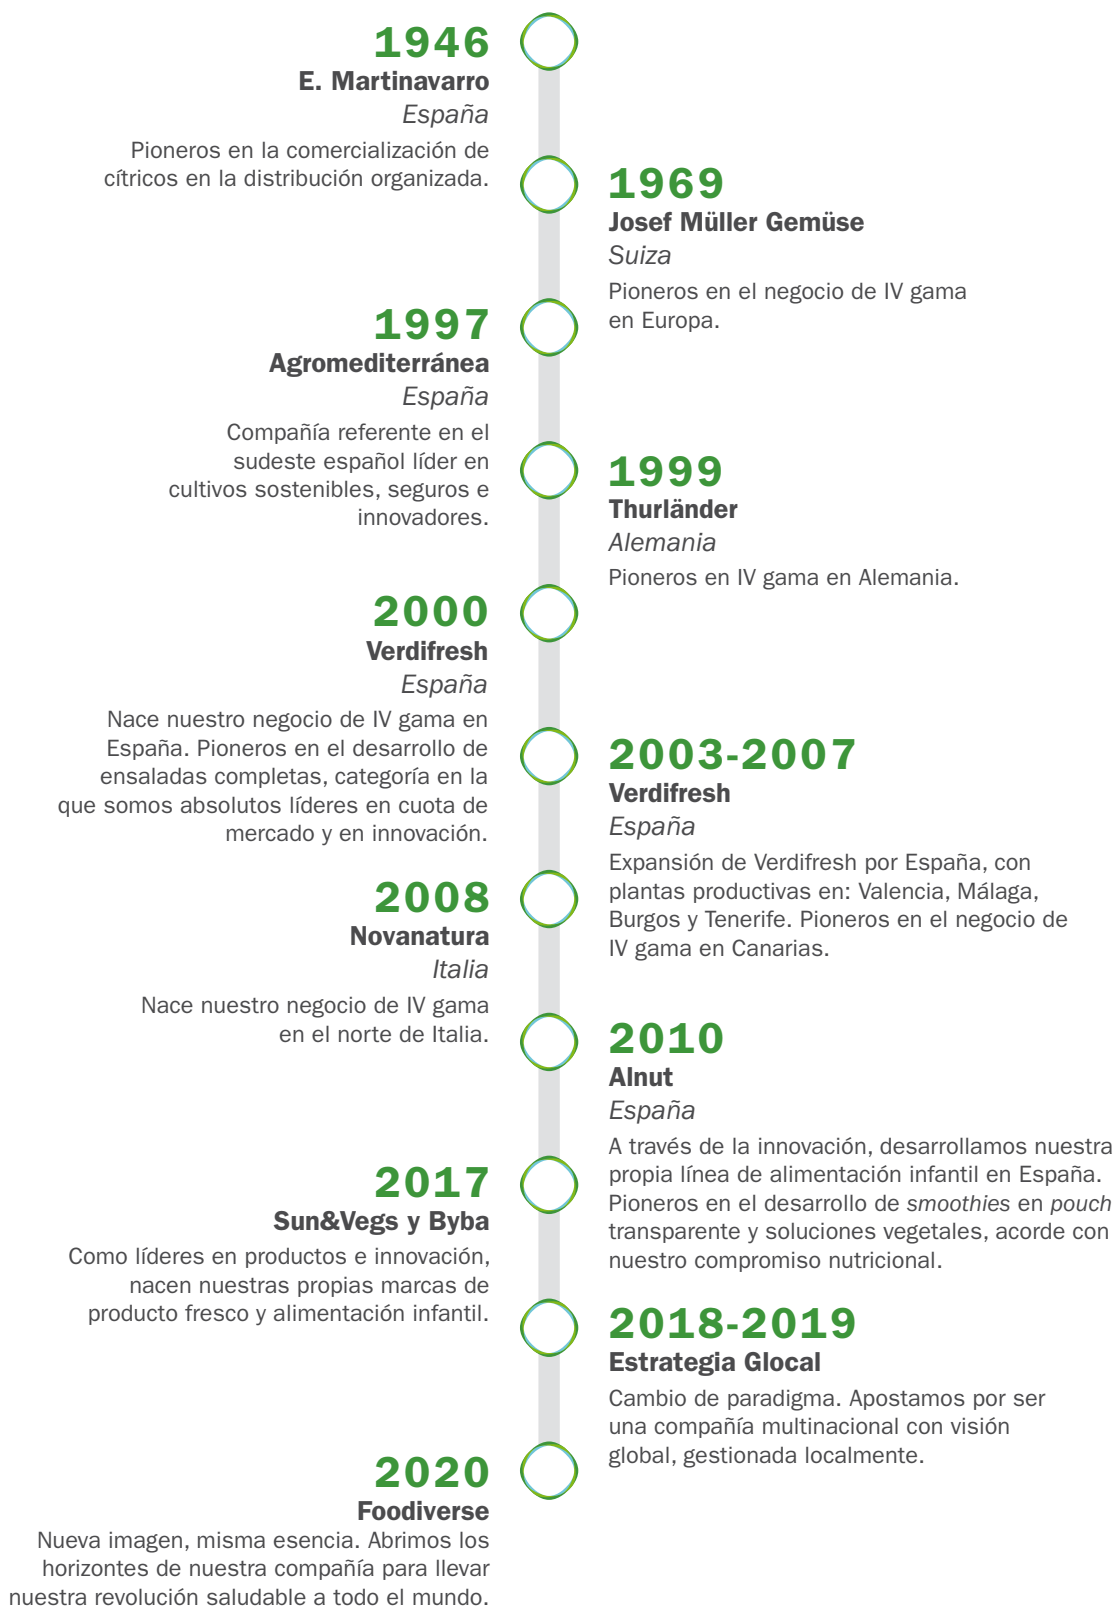 1946
E. Martinavarro
España
Pioneros en la comercialización de
cítricos en la distribución organizada.
1969
Josef Müller Gemüse
Suiza
Pioneros en el negocio de IV gama
en Europa.
1997
Agromediterránea
España
Compañía referente en el
sudeste español líder en
cultivos sostenibles, seguros e
innovadores.
1999
Thurländer
Alemania
Pioneros en IV gama en Alemania.
2000
Verdifresh
España
Nace nuestro negocio de IV gama en
España. Pioneros en el desarrollo de
ensaladas completas, categoría en la
que somos absolutos líderes en cuota de
mercado y en innovación.
2003-2007
Verdifresh
España
Expansión de Verdifresh por España, con
plantas productivas en: Valencia, Málaga,
Burgos y Tenerife. Pioneros en el negocio de
IV gama en Canarias.
2008
Novanatura
Italia
Nace nuestro negocio de IV gama
en el norte de Italia.
2010
Alnut
España
A través de la innovación, desarrollamos nuestra
propia línea de alimentación infantil en España.
Pioneros en el desarrollo de smoothies en pouch
transparente y soluciones vegetales, acorde con
nuestro compromiso nutricional.
2017
Sun&Vegs y Byba
Como líderes en productos e innovación,
nacen nuestras propias marcas de
producto fresco y alimentación infantil.
2018-2019
Estrategia Glocal
Cambio de paradigma. Apostamos por ser
una compañía multinacional con visión
global, gestionada localmente.
2020
Foodiverse
Nueva imagen, misma esencia. Abrimos los
horizontes de nuestra compañía para llevar
nuestra revolución saludable a todo el mundo.